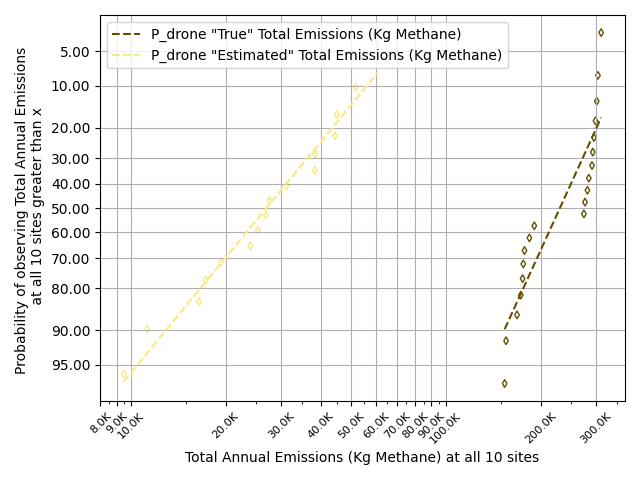 P_drone "True" Total Emissions (Kg Methane)
P_drone "Estimated" Total Emissions (Kg Methane)
Probability of observing Total Annual Emissions
at all 10 sites greater than x
5.00
10.00
20.00
30.00
40.00
50.00
60.00
70.00
80.00
90.00
95.00
8.0K
9.0K
10.0K
20.0K
30.0K
40.0K
50.0K
60.0K
70.0K
80.0K
90.0K
100.0K
200.0K
300.0K
Total Annual Emissions (Kg Methane) at all 10 sites